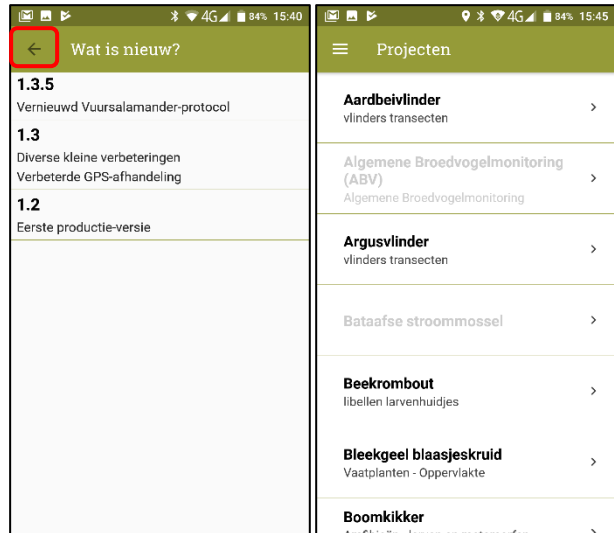 4G 84% 15:40
Wat is nieuw?
1.3.5
Vernieuwd Vuursalamander-protocol
1.3
Diverse kleine verbeteringen
Verbeterde GPS-afhandeling
1.2
Eerste productie-versie
4G 84% 15:45
Projecten
Aardbeivlinder
vlinders transecten
Algemene Broedvogelmonitoring
(ABV)
Algemene Broedvogelmonitoring
Argusvlinder
vlinders transecten
Bataafse stroommossel
Beekrombout
libellen larvenhuidjes
Bleekgeel blaasjeskruid
Vaatplanten - Oppervlakte
Boomkikker